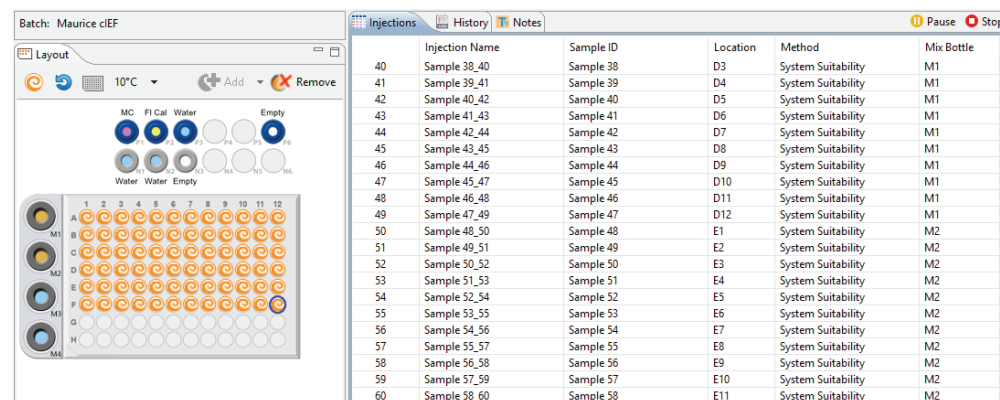 Batch: Maurice cIEF
Layout
10°C Add Remove
MC FI Cal Water Empty
P1 P2 P3 P4 P5 P6
N1 N2 N3 N4 N5 N6
Water Water Empty
1 2 3 4 5 6 7 8 9 10 11 12
A
M1 B
C
D
M2
E
F
M3
G
H
M4
Injections History Notes Pause Stop
Injection Name Sample ID Location Method Mix Bottle
40 Sample 38_40 Sample 38 D3 System Suitability M1
41 Sample 39_41 Sample 39 D4 System Suitability M1
42 Sample 40_42 Sample 40 D5 System Suitability M1
43 Sample 41_43 Sample 41 D6 System Suitability M1
44 Sample 42_44 Sample 42 D7 System Suitability M1
45 Sample 43_45 Sample 43 D8 System Suitability M1
46 Sample 44_46 Sample 44 D9 System Suitability M1
47 Sample 45_47 Sample 45 D10 System Suitability M1
48 Sample 46_48 Sample 46 D11 System Suitability M1
49 Sample 47_49 Sample 47 D12 System Suitability M1
50 Sample 48_50 Sample 48 E1 System Suitability M2
51 Sample 49_51 Sample 49 E2 System Suitability M2
52 Sample 50_52 Sample 50 E3 System Suitability M2
53 Sample 51_53 Sample 51 E4 System Suitability M2
54 Sample 52_54 Sample 52 E5 System Suitability M2
55 Sample 53_55 Sample 53 E6 System Suitability M2
56 Sample 54_56 Sample 54 E7 System Suitability M2
57 Sample 55_57 Sample 55 E8 System Suitability M2
58 Sample 56_58 Sample 56 E9 System Suitability M2
59 Sample 57_59 Sample 57 E10 System Suitability M2
60 Sample 58_60 Sample 58 E11 System Suitability M2